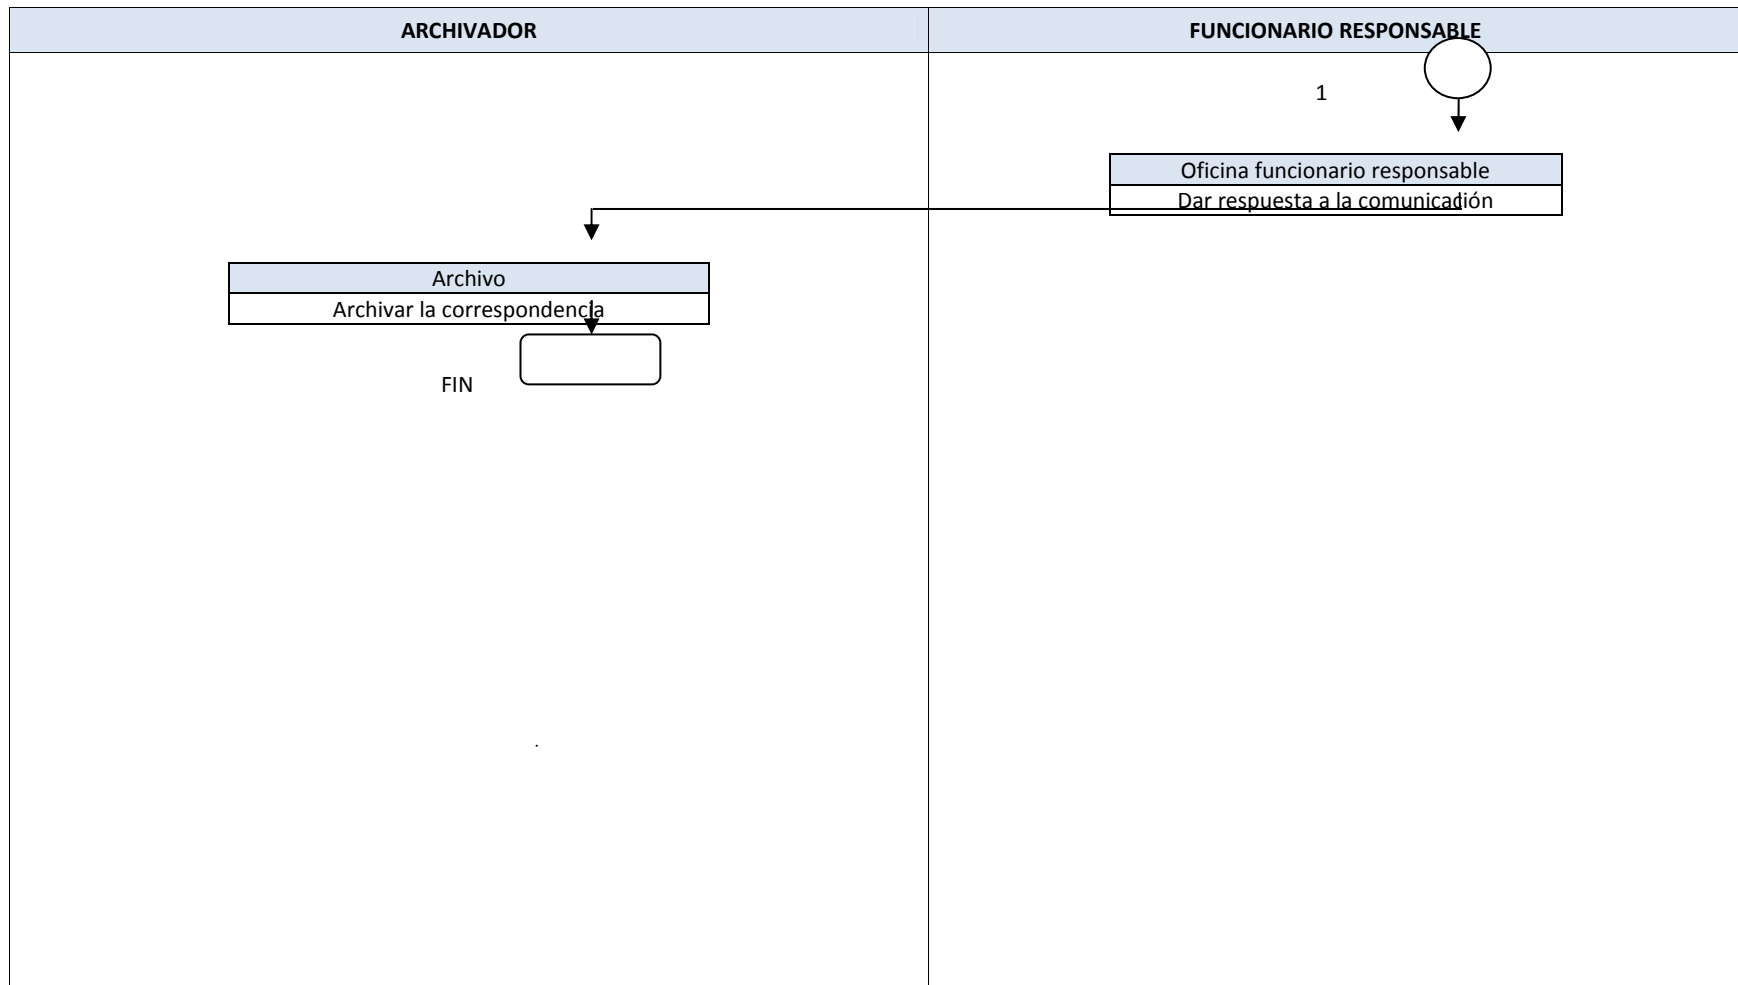 ARCHIVADOR
FUNCIONARIO RESPONSABLE
1
Oficina funcionario responsable
Dar respuesta a la comunicación
Archivo
Archivar la correspondencia
FIN
.